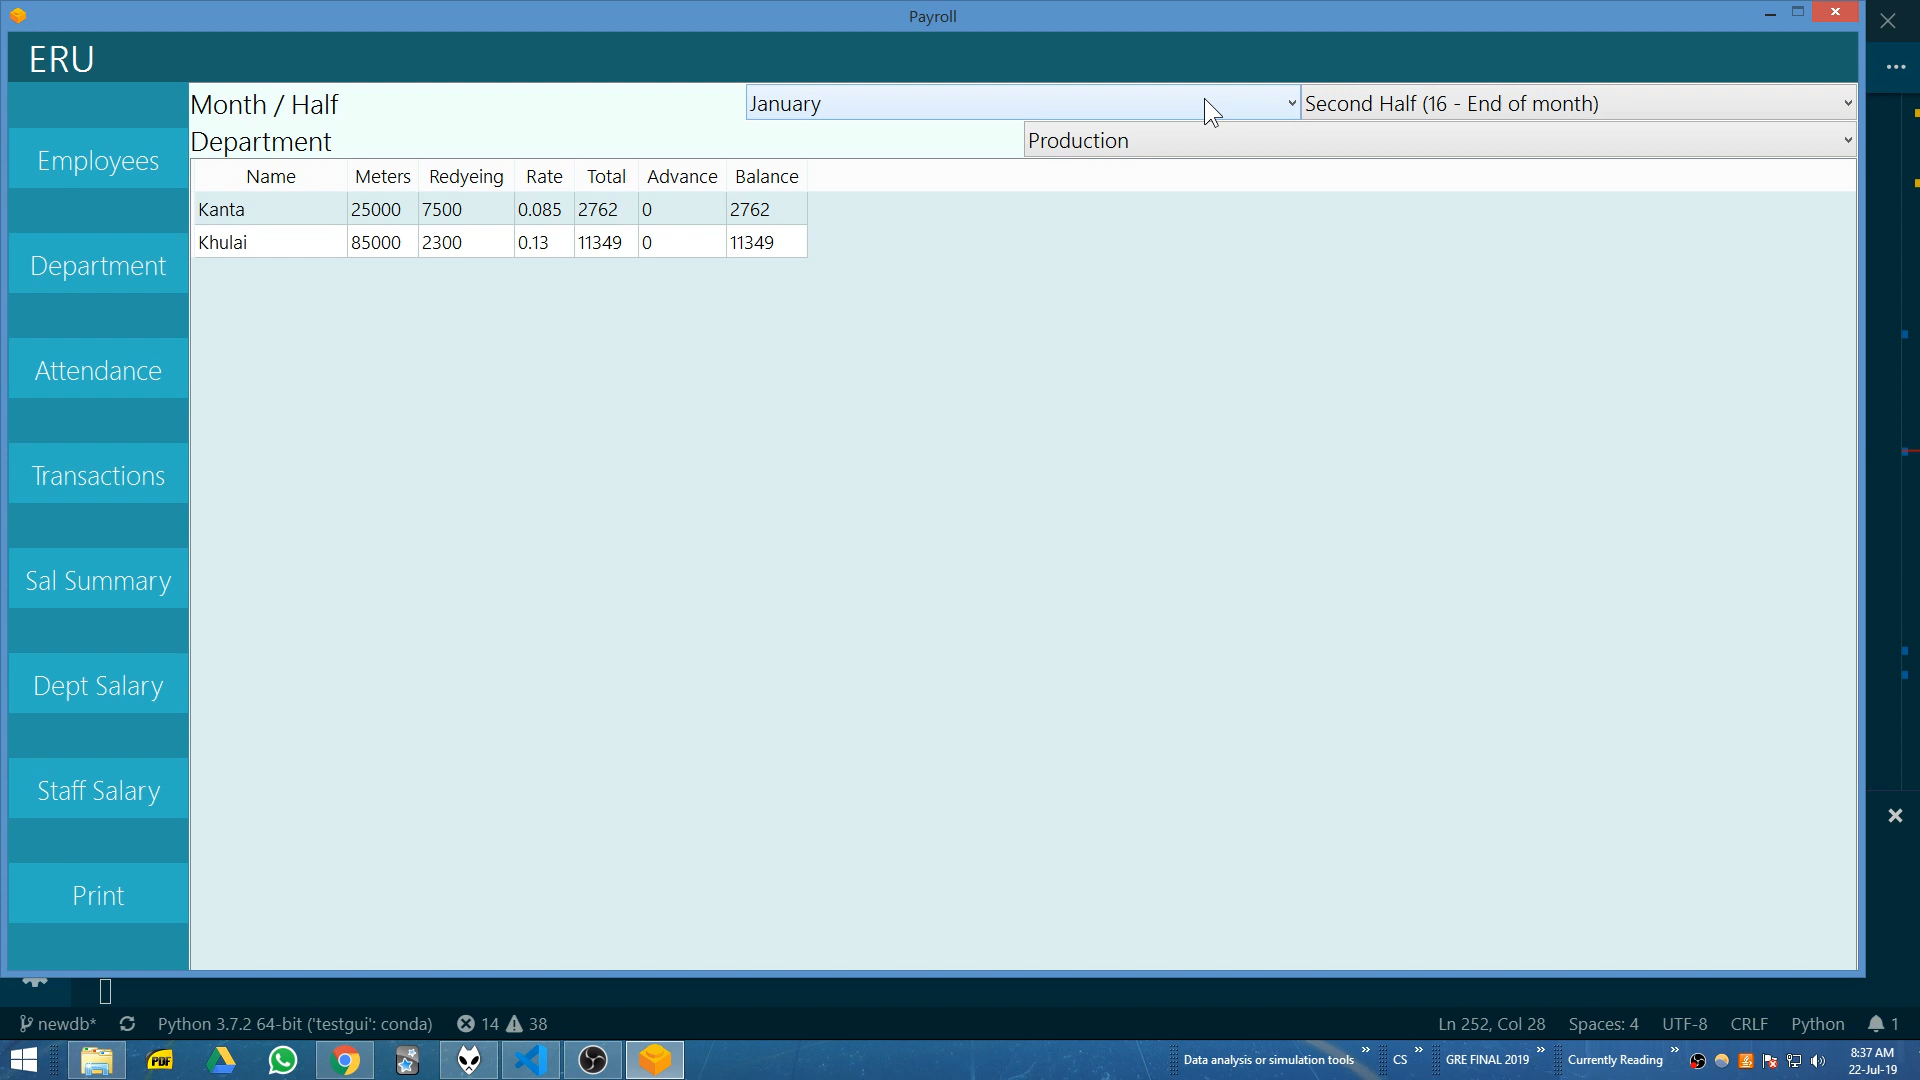 Payroll
ERU
Month / Half
January
Second Half (16 - End of month)
Department
Production
Employees
Department
Attendance
Transactions
Sal Summary
Dept Salary
Staff Salary
Print
Name Meters Redyeing Rate Total Advance Balance
Kanta 25000 7500 0.085 2762 0 2762
Khulai 85000 2300 0.13 11349 0 11349
newdb* Python 3.7.2 64-bit ('testgui': conda) 14 38
Ln 252, Col 28 Spaces: 4 UTF-8 CRLF Python 1
PDF
Data analysis or simulation tools » CS » GRE FINAL 2019 » Currently Reading »
8:37 AM
22-Jul-19